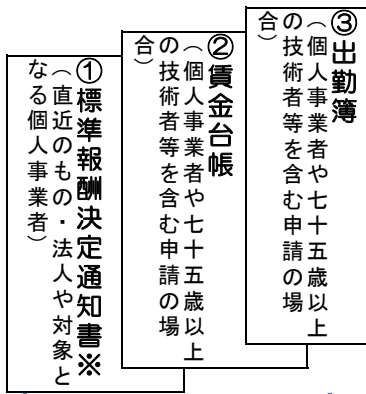 ③出勤簿
（個人事業者や七十五歳以上
の技術者等を含む申請の場
合）
②賃金台帳
（個人事業者や七十五歳以上
の技術者等を含む申請の場
合）
①標準報酬決定通知書※
（直近のもの・法人や対象と
なる個人事業者）